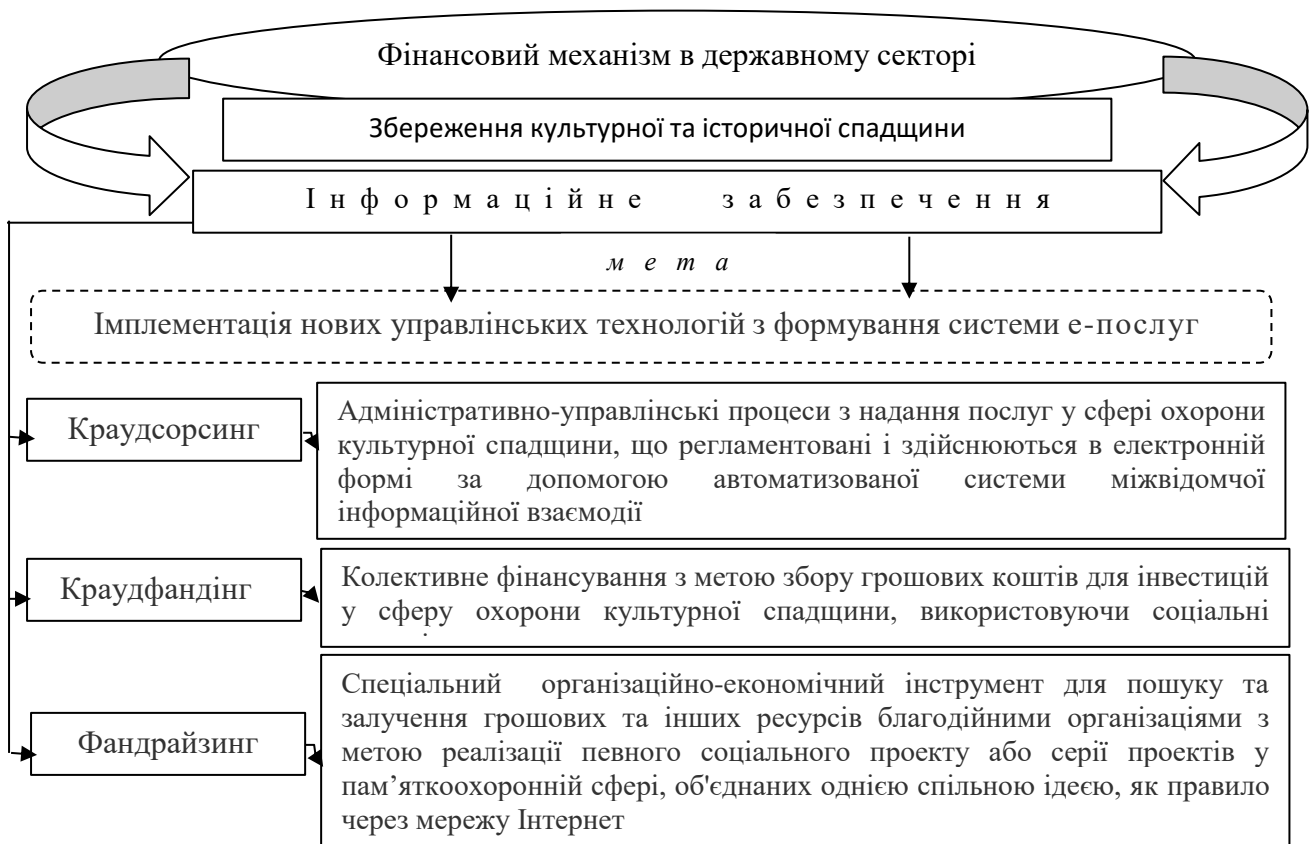 Фінансовий механізм в державному секторі
Збереження культурної та історичної спадщини
Інформаційне забезпечення
мета
Імплементація нових управлінських технологій з формування системи е-послуг
Краудсорсинг
Адміністративно-управлінські процеси з надання послуг у сфері охорони
культурної спадщини, що регламентовані і здійснюються в електронній
формі за допомогою автоматизованої системи міжвідомчої
інформаційної взаємодії
Краудфандінг
Колективне фінансування з метою збору грошових коштів для інвестицій
у сферу охорони культурної спадщини, використовуючи соціальні
Фандрайзинг
Спеціальний організаційно-економічний інструмент для пошуку та
залучення грошових та інших ресурсів благодійними організаціями з
метою реалізації певного соціального проекту або серії проектів у
пам’яткоохоронній сфері, об'єднаних однією спільною ідеєю, як правило
через мережу Інтернет